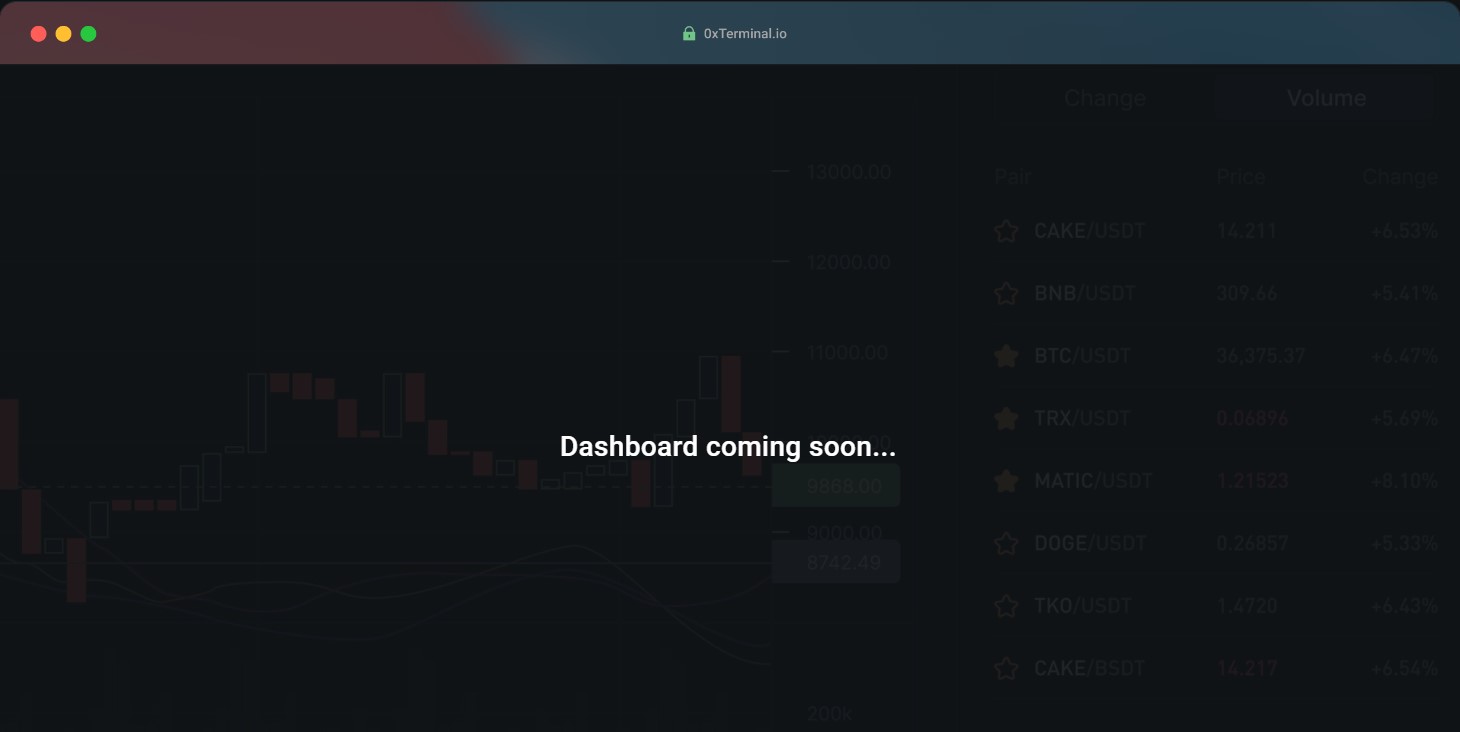 0xTerminal.io
Change Volume
13000.00
Pair Price Change
CAKE/USDT 14.211 +6.53%
12000.00
BNB/USDT 309.66 +5.41%
11000.00
BTC/USDT 36,375.37 +6.47%
TRX/USDT 0.06896 +5.69%
Dashboard coming soon...
9888.00
MATIC/USDT 1.21523 +8.10%
9000.00
DOGE/USDT 0.26857 +5.33%
8742.49
TKO/USDT 1.4720 +6.43%
CAKE/BSDT 14.217 +6.54%
200k